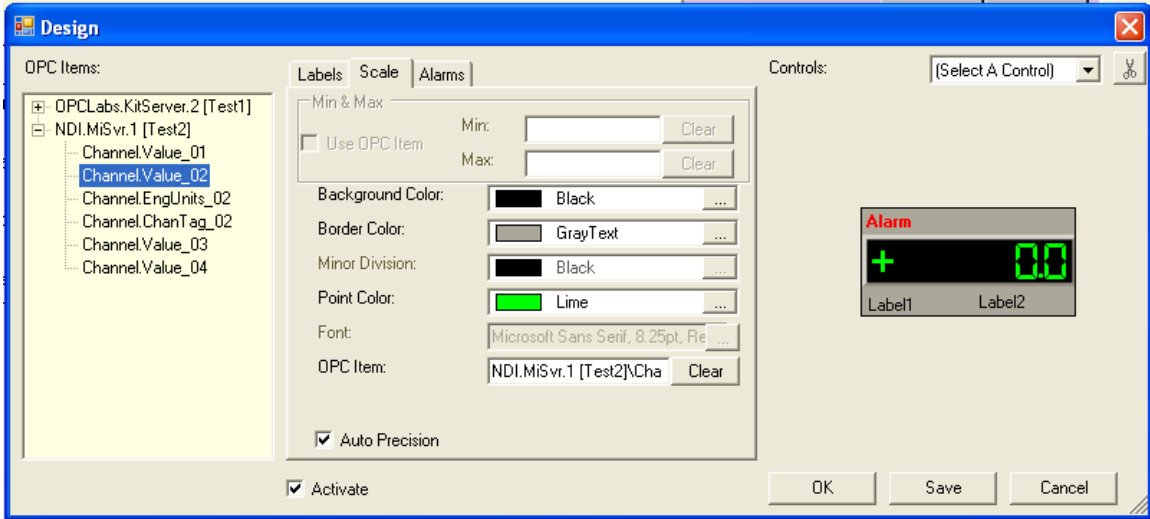 Design
OPC Items:
OPCLabs.KitServer.2 [Test1]
NDI.MiSvr.1 [Test2]
Channel.Value_01
Channel.Value_02
Channel.EngUnits_02
Channel.ChanTag_02
Channel.Value_03
Channel.Value_04
Labels Scale Alarms
Min & Max
Use OPC Item
Min: Clear
Max: Clear
Background Color: Black ...
Border Color: GrayText ...
Minor Division: Black ...
Point Color: Lime ...
Font: Microsoft Sans Serif, 8.25pt, Re ...
OPC Item: NDI.MiSvr.1 [Test2]\Cha Clear
Auto Precision
Activate
Controls: (Select A Control)
Alarm
+ 0.0
Label1 Label2
OK Save Cancel